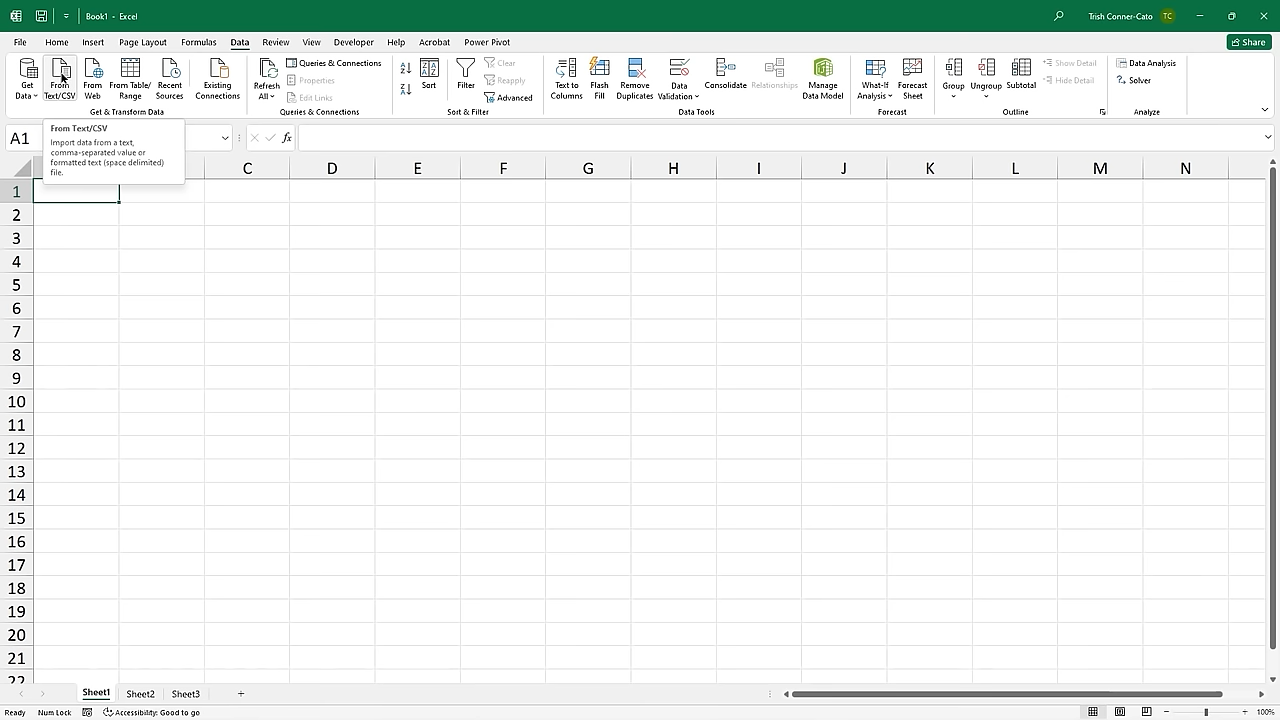 Book1 - Excel
Trish Conner-Cato TC
File Home Insert Page Layout Formulas Data Review View Developer Help Acrobat Power Pivot Share
Get Data
From Text/CSV
From Web
From Table/ Range
Recent Sources
Existing Connections
Get & Transform Data
Refresh All
Queries & Connections
Properties
Edit Links
Queries & Connections
Sort
Filter
Clear
Reapply
Advanced
Sort & Filter
Text to Columns
Flash Fill
Remove Duplicates
Data Validation
Consolidate
Relationships
Manage Data Model
Data Tools
What-If Analysis
Forecast Sheet
Forecast
Group
Ungroup
Subtotal
Show Detail
Hide Detail
Outline
Data Analysis
Solver
Analyze
A1
fx
From Text/CSV
Import data from a text,
comma-separated value or
formatted text (space delimited)
file.
C D E F G H I J K L M N
1
2
3
4
5
6
7
8
9
10
11
12
13
14
15
16
17
18
19
20
21
22
Sheet1 Sheet2 Sheet3
Ready Num Lock Accessibility: Good to go 100%